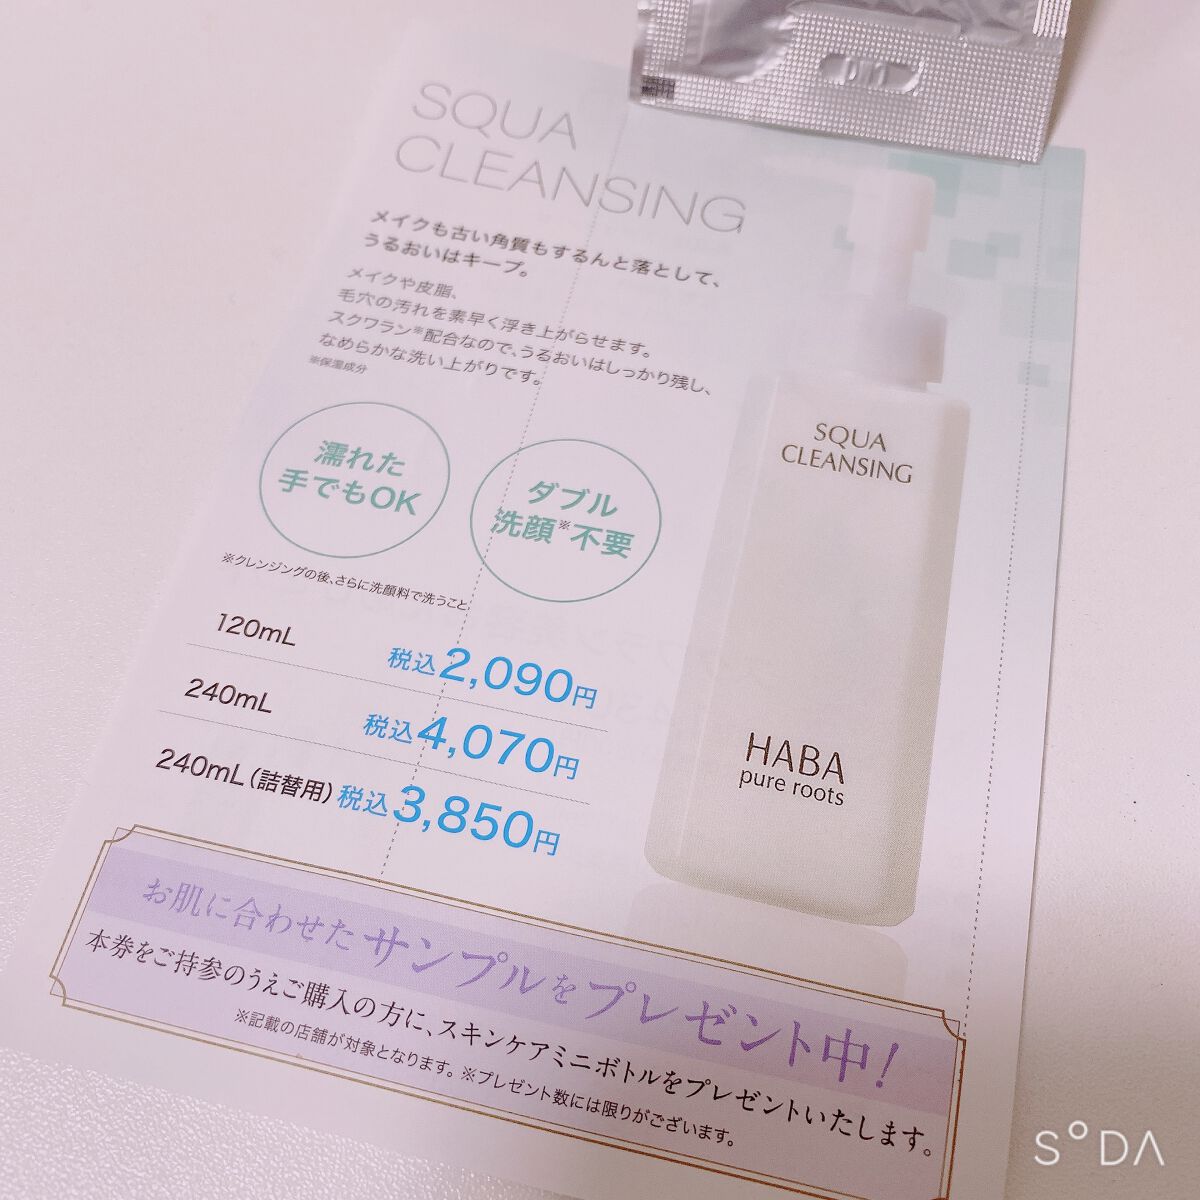 SQUA
CLEANSING
メイクも古い角質もするんと落として、
うるおいはキープ。
メイクや皮脂、
毛穴の汚れを素早く浮き上がらせます。
スクワラン※配合なので、うるおいはしっかり残し、
なめらかな洗い上がりです。
※保湿成分
濡れた
手でもOK
ダブル
洗顔※不要
※クレンジングの後、さらに洗顔料で洗うこと
120mL 税込2,090円
240mL 税込4,070円
240mL(詰替用) 税込3,850円
SQUA
CLEANSING
HABA
pure roots
お肌に合わせたサンプルをプレゼント中!
本券をご持参のうえご購入の方に、スキンケアミニボトルをプレゼントいたします。
※記載の店舗が対象となります。※プレゼント数には限りがございます。
SODA